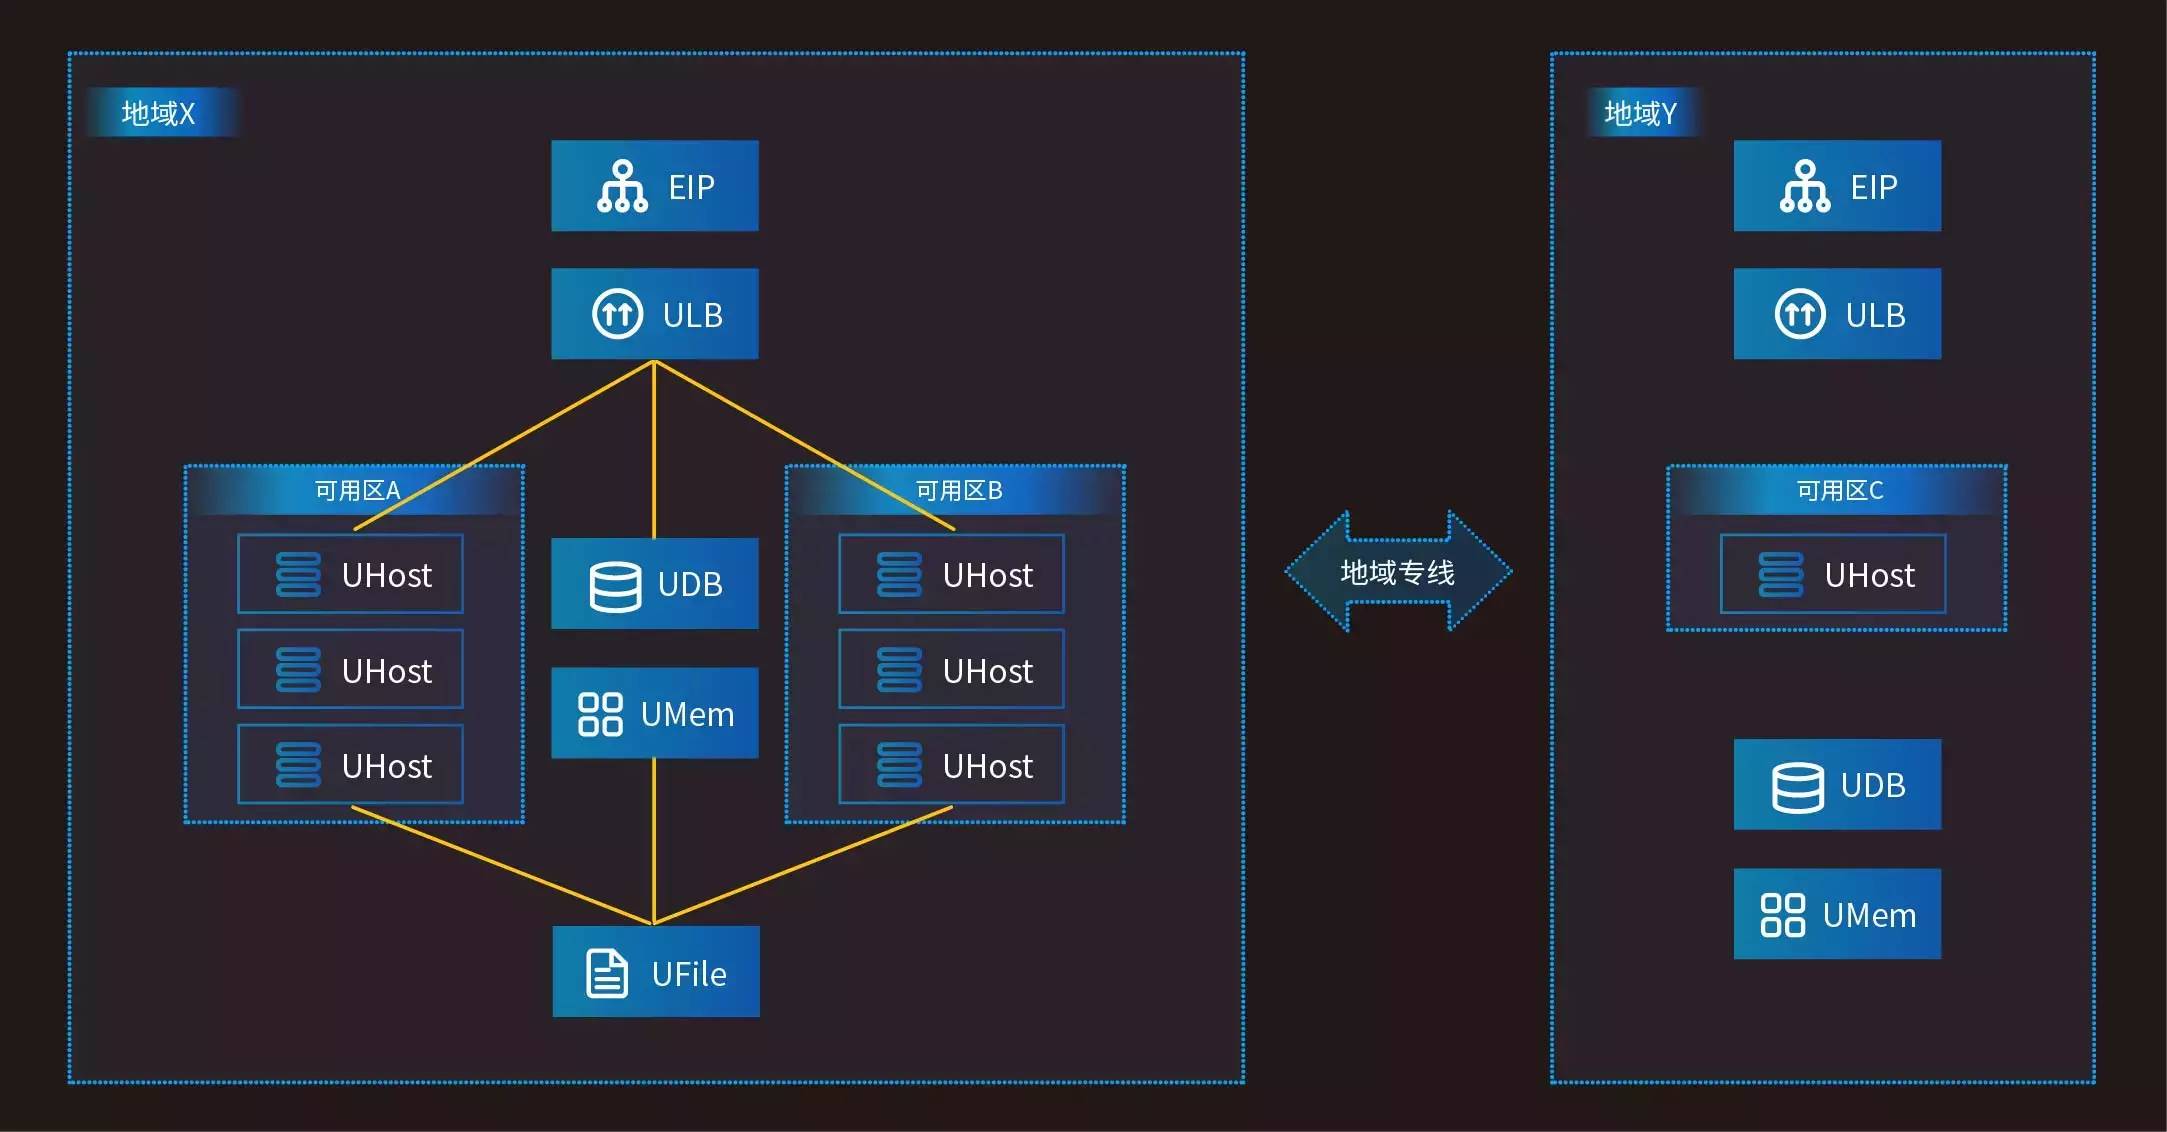 地域X
EIP
ULB
可用区A
UHost
UHost
UHost
UDB
UMem
可用区B
UHost
UHost
UHost
UFile
地域专线
地域Y
EIP
ULB
可用区C
UHost
UDB
UMem